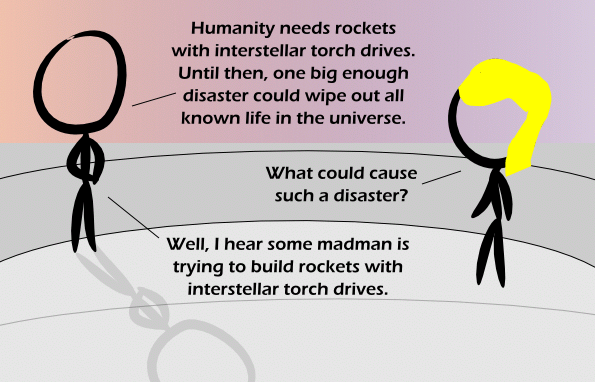 Humanity needs rockets
with interstellar torch drives.
Until then, one big enough
disaster could wipe out all
known life in the universe.
What could cause
such a disaster?
Well, I hear some madman is
trying to build rockets with
interstellar torch drives.